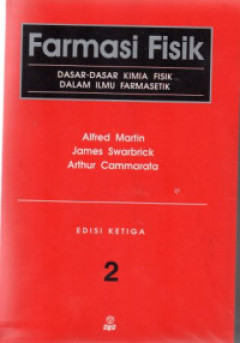 Farmasi Fisik
DASAR-DASAR KIMIA FISIK
DALAM ILMU FARMASETIK
Alfred Martin
James Swarbrick
Arthur Cammarata
EDISI KETIGA
2